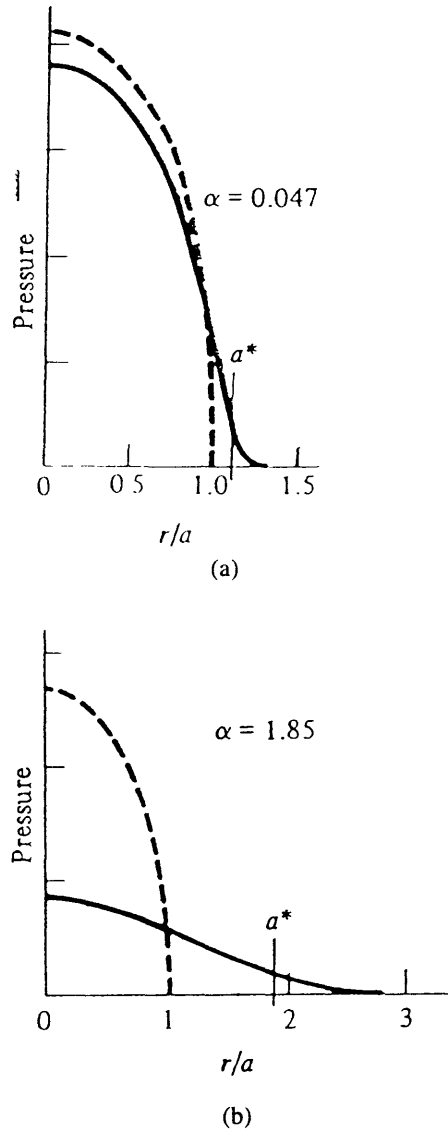 Pressure
α = 0.047
a*
0
0 5
1.0
1.5
r/a
(a)
Pressure
α = 1.85
a*
0
1
2
3
r/a
(b)